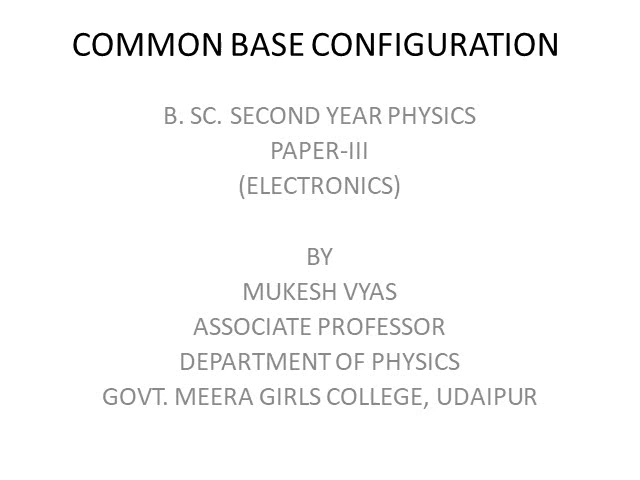 COMMON BASE CONFIGURATION
B. SC. SECOND YEAR PHYSICS
PAPER-III
(ELECTRONICS)
BY
MUKESH VYAS
ASSOCIATE PROFESSOR
DEPARTMENT OF PHYSICS
GOVT. MEERA GIRLS COLLEGE, UDAIPUR